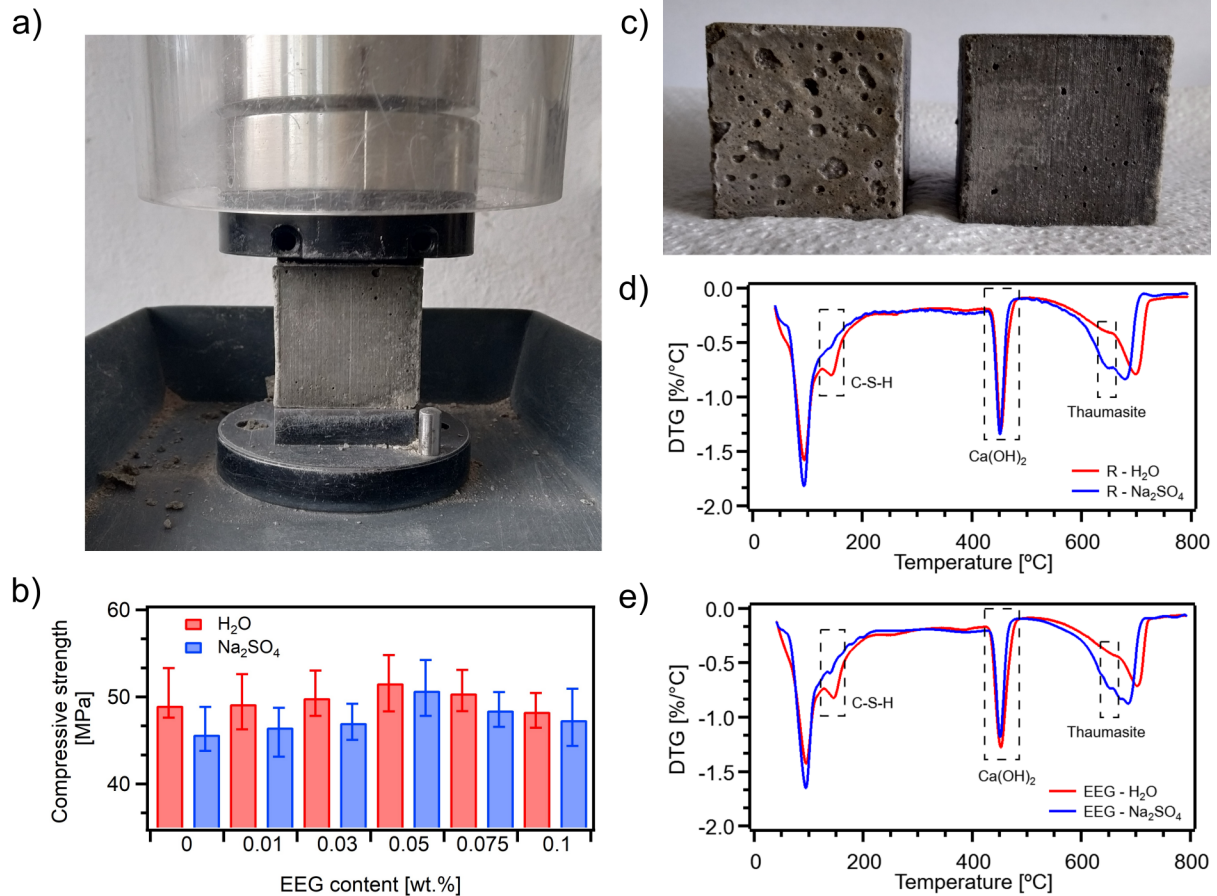 a)
b)
Compressive strength
[MPa]
60
50
40
H₂O
Na₂SO₄
0 0.01 0.03 0.05 0.075 0.1
EEG content [wt.%]
c)
d)
DTG [%/°C]
0.0
-0.5
-1.0
-1.5
-2.0
C-S-H
Ca(OH)₂
Thaumasite
R - H₂O
R - Na₂SO₄
0 200 400 600 800
Temperature [ºC]
e)
DTG [%/°C]
0.0
-0.5
-1.0
-1.5
-2.0
C-S-H
Ca(OH)₂
Thaumasite
EEG - H₂O
EEG - Na₂SO₄
0 200 400 600 800
Temperature [ºC]